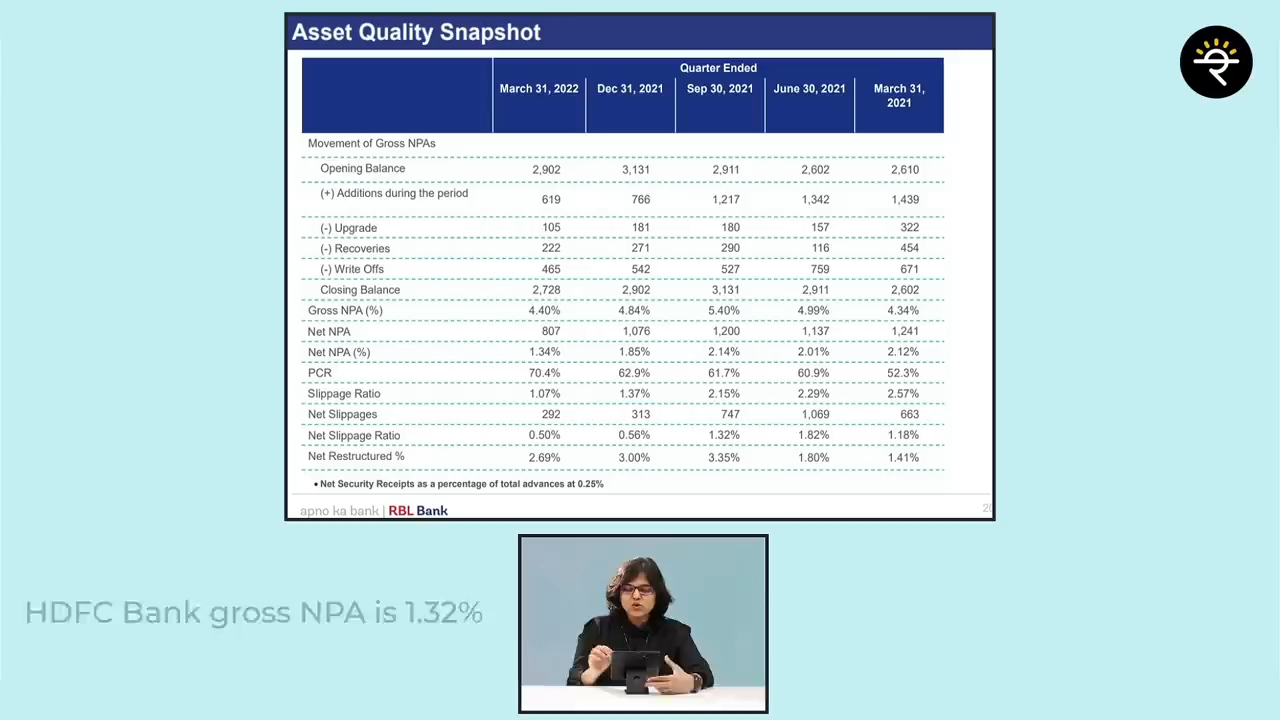 Asset Quality Snapshot
Quarter Ended
March 31, 2022 Dec 31, 2021 Sep 30, 2021 June 30, 2021 March 31,
2021
Movement of Gross NPAs
Opening Balance 2,902 3,131 2,911 2,602 2,610
(+) Additions during the period 619 766 1,217 1,342 1,439
(-) Upgrade 105 181 180 157 322
(-) Recoveries 222 271 290 116 454
(-) Write Offs 465 542 527 759 671
Closing Balance 2,728 2,902 3,131 2,911 2,602
Gross NPA (%) 4.40% 4.84% 5.40% 4.99% 4.34%
Net NPA 807 1,076 1,200 1,137 1,241
Net NPA (%) 1.34% 1.85% 2.14% 2.01% 2.12%
PCR 70.4% 62.9% 61.7% 60.9% 52.3%
Slippage Ratio 1.07% 1.37% 2.15% 2.29% 2.57%
Net Slippages 292 313 747 1,069 663
Net Slippage Ratio 0.50% 0.56% 1.32% 1.82% 1.18%
Net Restructured % 2.69% 3.00% 3.35% 1.80% 1.41%
• Net Security Receipts as a percentage of total advances at 0.25%
apno ka bank | RBL Bank
HDFC Bank gross NPA is 1.32%